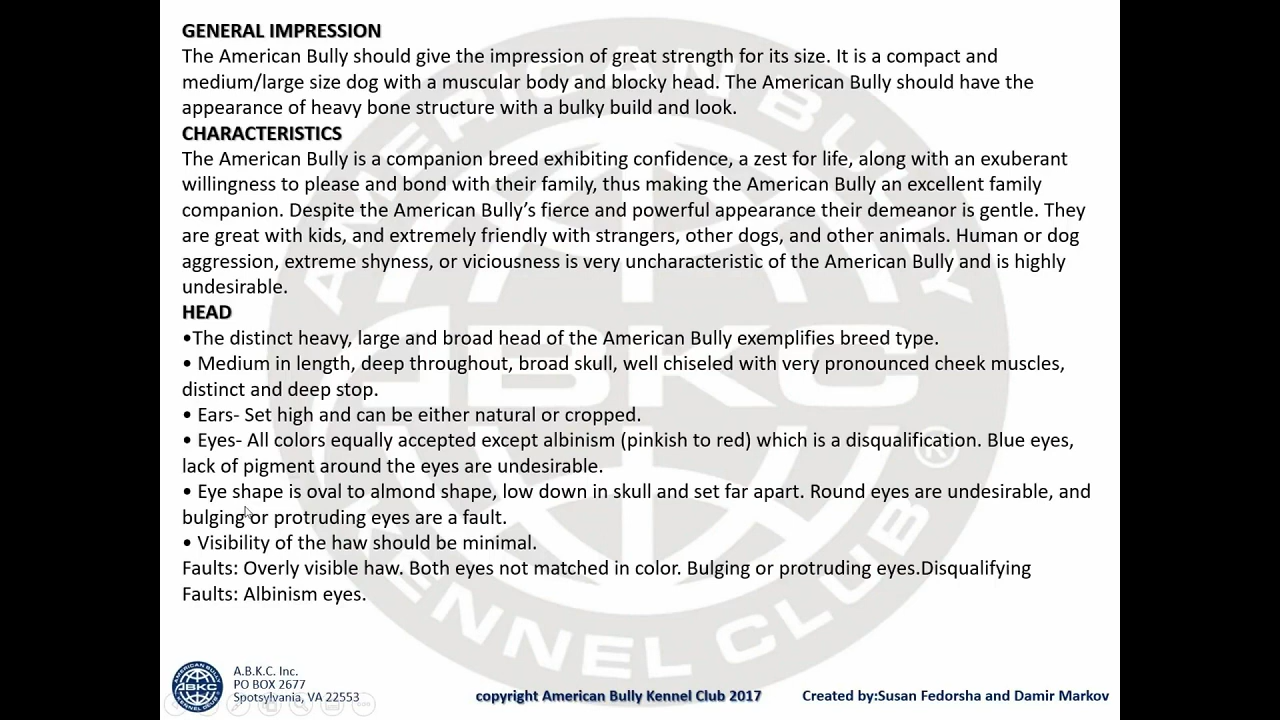 GENERAL IMPRESSION
The American Bully should give the impression of great strength for its size. It is a compact and
medium/large size dog with a muscular body and blocky head. The American Bully should have the
appearance of heavy bone structure with a bulky build and look.
CHARACTERISTICS
The American Bully is a companion breed exhibiting confidence, a zest for life, along with an exuberant
willingness to please and bond with their family, thus making the American Bully an excellent family
companion. Despite the American Bully’s fierce and powerful appearance their demeanor is gentle. They
are great with kids, and extremely friendly with strangers, other dogs, and other animals. Human or dog
aggression, extreme shyness, or viciousness is very uncharacteristic of the American Bully and is highly
undesirable.
HEAD
•The distinct heavy, large and broad head of the American Bully exemplifies breed type.
• Medium in length, deep throughout, broad skull, well chiseled with very pronounced cheek muscles,
distinct and deep stop.
• Ears- Set high and can be either natural or cropped.
• Eyes- All colors equally accepted except albinism (pinkish to red) which is a disqualification. Blue eyes,
lack of pigment around the eyes are undesirable.
• Eye shape is oval to almond shape, low down in skull and set far apart. Round eyes are undesirable, and
bulging or protruding eyes are a fault.
• Visibility of the haw should be minimal.
Faults: Overly visible haw. Both eyes not matched in color. Bulging or protruding eyes.Disqualifying
Faults: Albinism eyes.
AMERICAN BULLY
ABKC
®
KENNEL CLUB
AMERICAN BULLY
ABKC
KENNEL CLUB
A.B.K.C. Inc.
PO BOX 2677
Spotsylvania, VA 22553
copyright American Bully Kennel Club 2017
Created by:Susan Fedorsha and Damir Markov